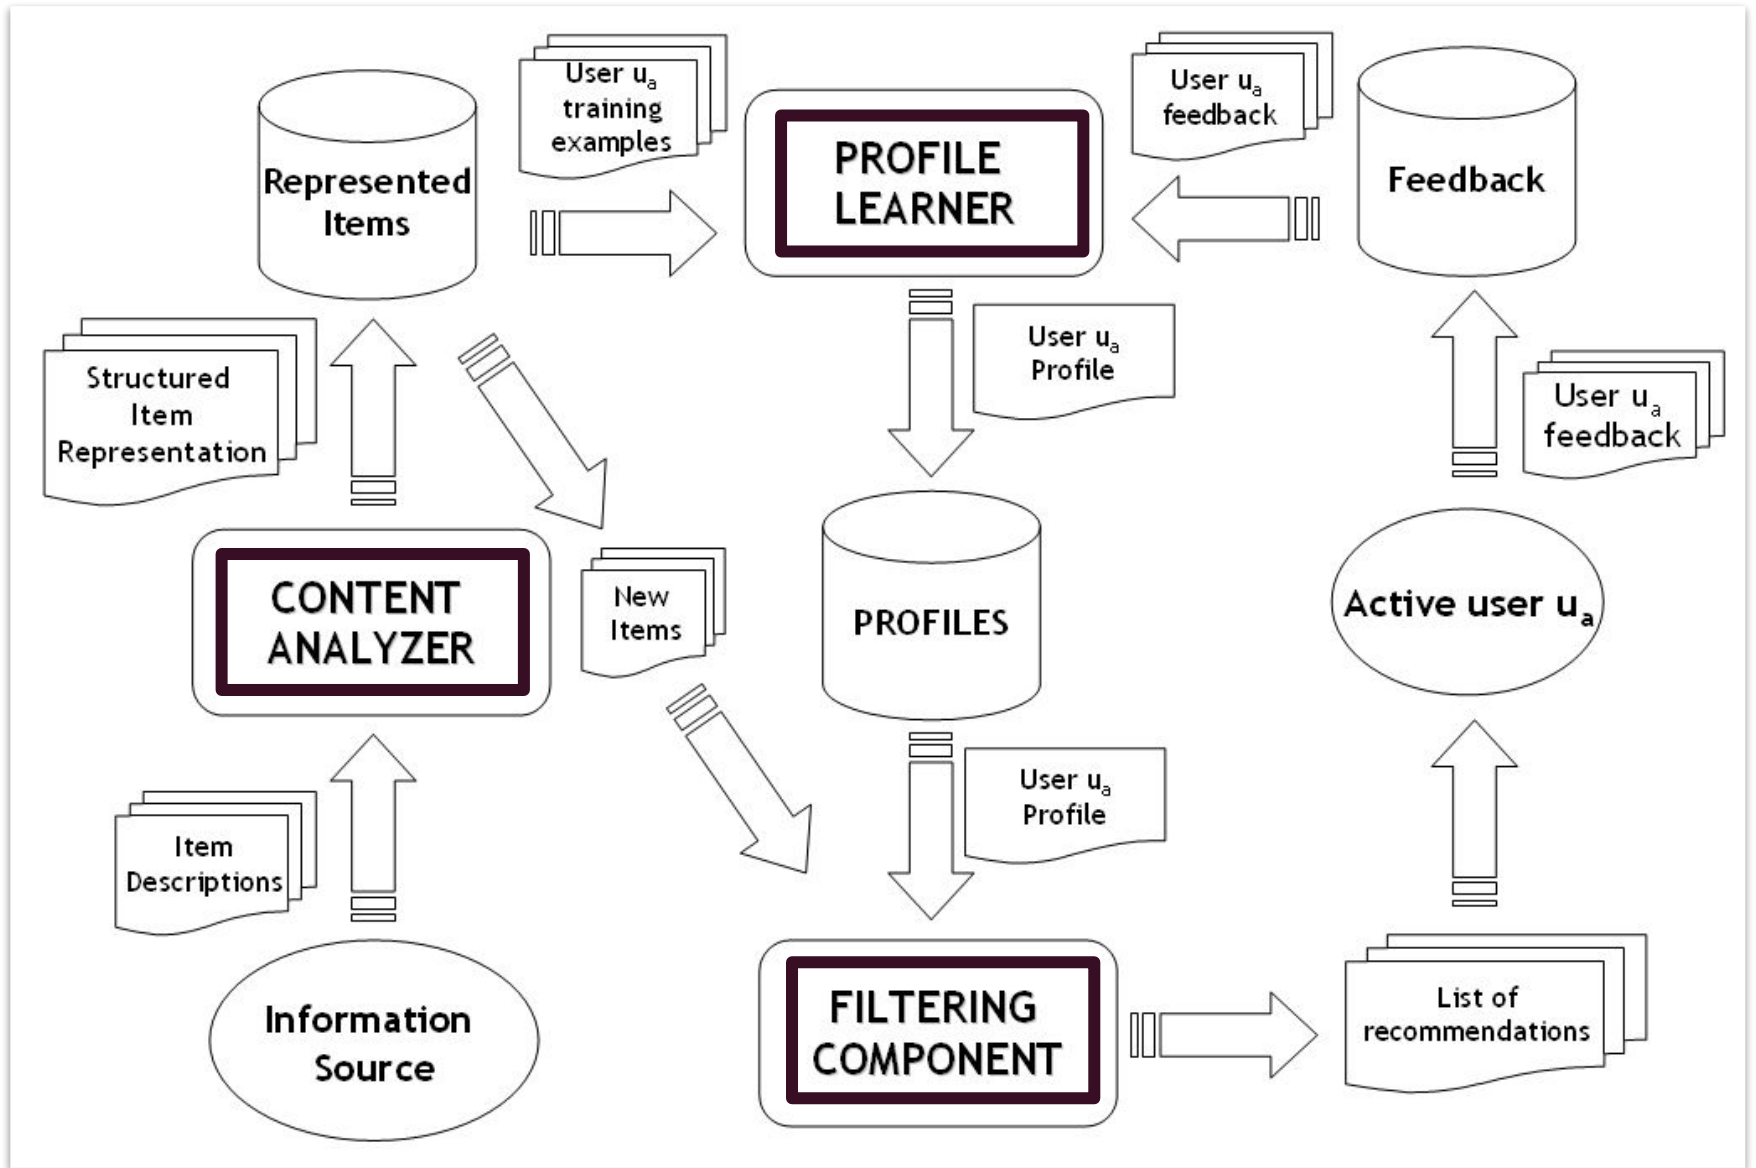 User uₐ
training
examples
User uₐ
feedback
PROFILE
LEARNER
Represented
Items
Feedback
User uₐ
Profile
Structured
Item
Representation
User uₐ
feedback
CONTENT
ANALYZER
New
Items
PROFILES
Active user uₐ
User uₐ
Profile
Item
Descriptions
Information
Source
FILTERING
COMPONENT
List of
recommendations